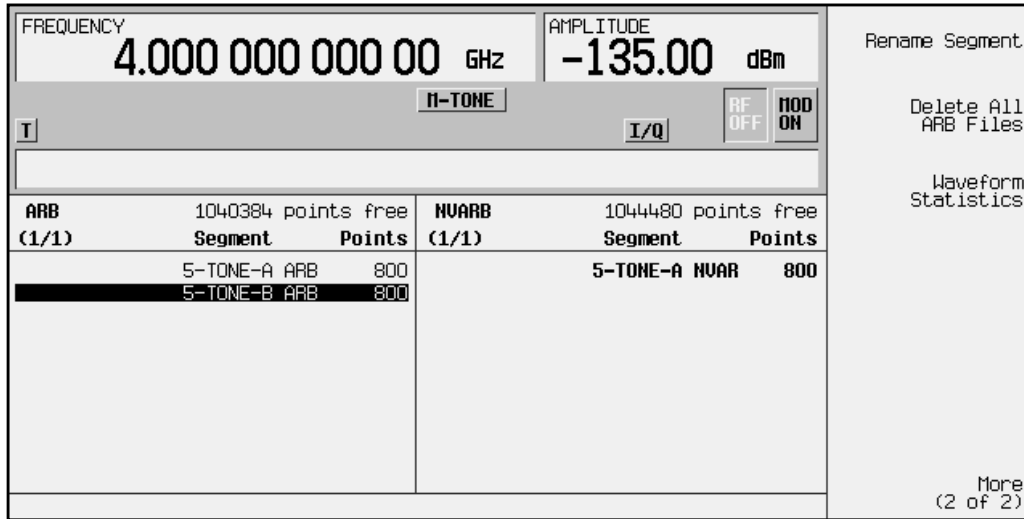 FREQUENCY
4.000 000 000 00 GHz
AMPLITUDE
-135.00 dBm
M-TONE
T
I/Q
RF OFF
MOD ON
ARB 1040384 points free
(1/1) Segment Points
5-TONE-A ARB 800
5-TONE-B ARB 800
NVARB 1044480 points free
(1/1) Segment Points
5-TONE-A NVAR 800
Rename Segment
Delete All
ARB Files
Waveform
Statistics
More
(2 of 2)